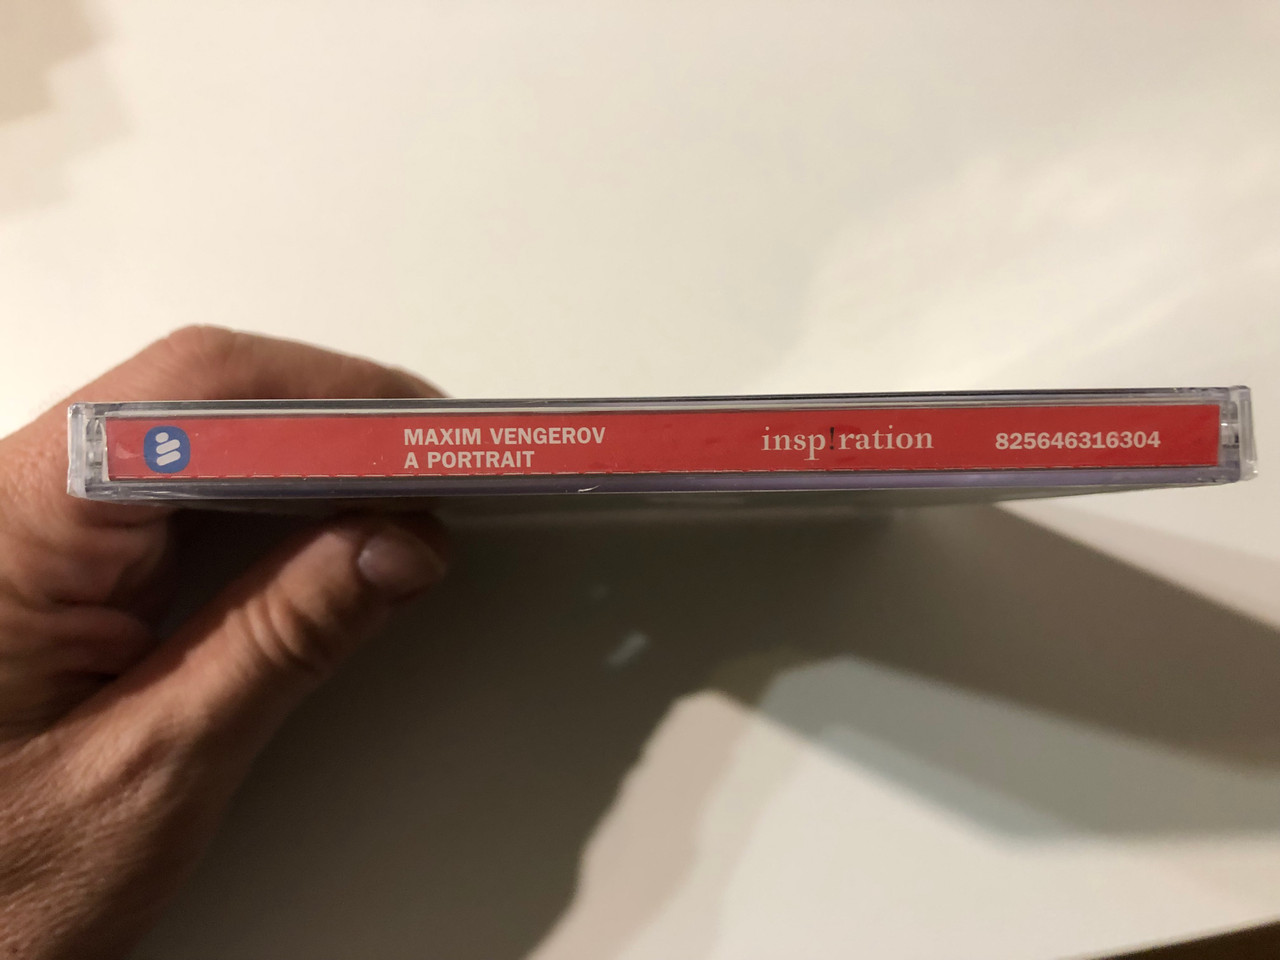 MAXIM VENGEROV
A PORTRAIT
insp!ration
825646316304